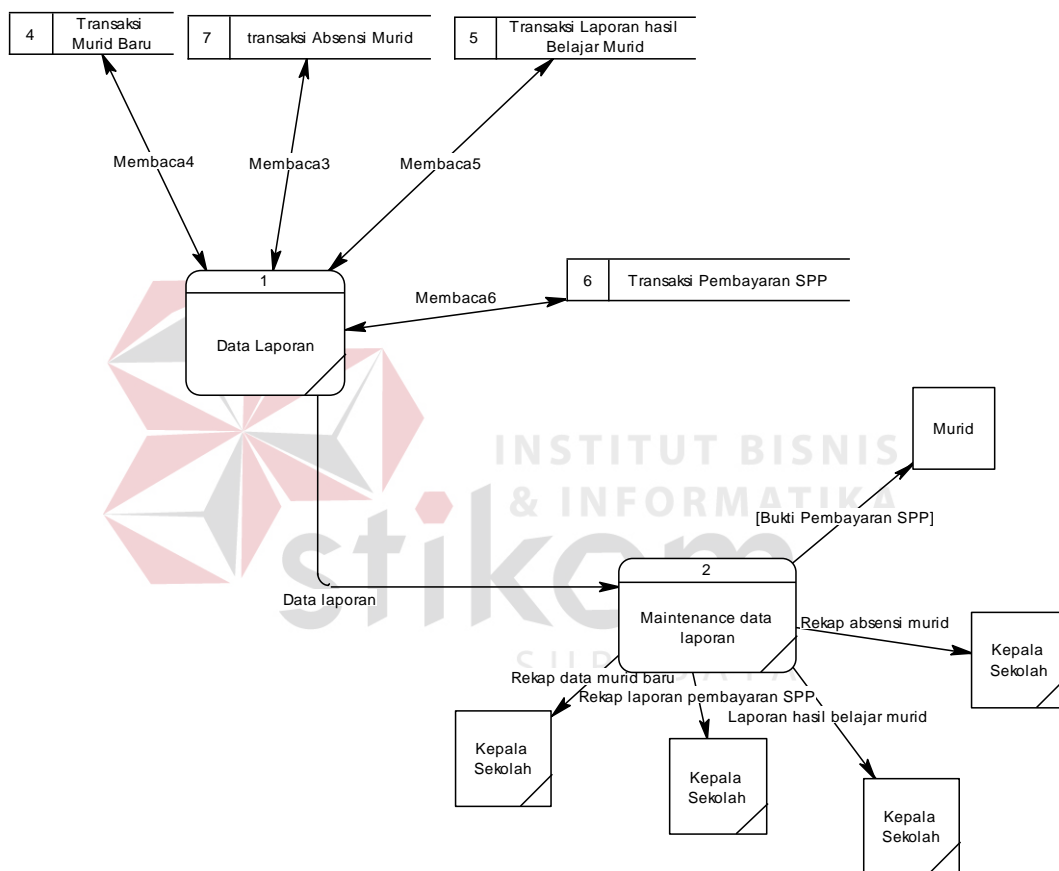 4
Transaksi
Murid Baru
7
transaksi Absensi Murid
5
Transaksi Laporan hasil
Belajar Murid
Membaca4
Membaca3
Membaca5
1
Data Laporan
Membaca6
6
Transaksi Pembayaran SPP
INSTITUT BISNIS
& INFORMATIKA
stikom
Murid
[Bukti Pembayaran SPP]
Data laporan
2
Maintenance data
laporan
Rekap absensi murid
Kepala
Sekolah
Rekap data murid baru
Rekap laporan pembayaran SPP
Laporan hasil belajar murid
Kepala
Sekolah
Kepala
Sekolah
Kepala
Sekolah